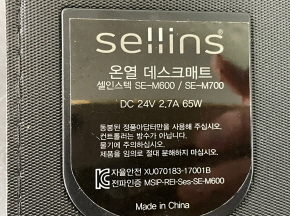 sellins
온열 데스크매트
셀인스텍 SE-M600 / SE-M700
DC 24V 2,7A 65W
동봉된 정품아답터만을 사용해 주십시오.
컨트롤러는 방수가 아닙니다.
물기에 주의하십시오.
제품을 임의로 절대 분해하지 마십시오
자율안전 XU070183-17001B
전파인증 MSIP-REI-Ses-SE-M600
Made in China